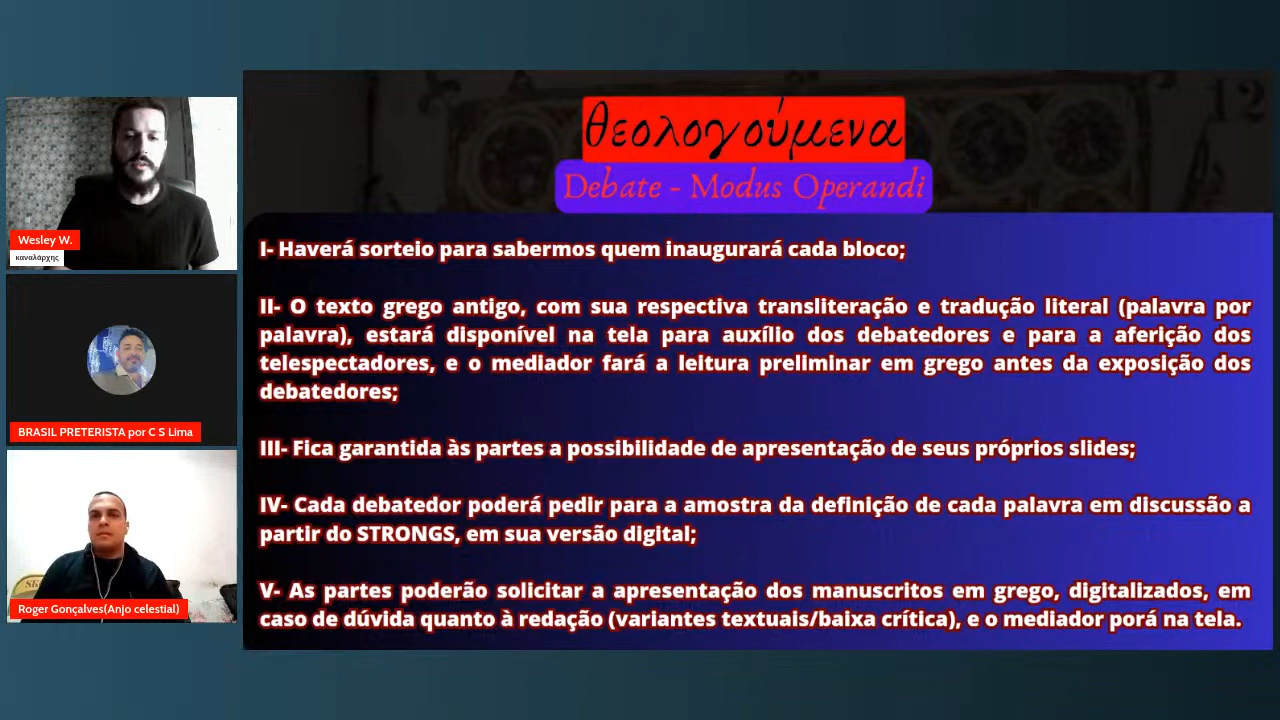 θεολογούμενα
Debate - Modus Operandi
I- Haverá sorteio para sabermos quem inaugurará cada bloco;
II- O texto grego antigo, com sua respectiva transliteração e tradução literal (palavra por
palavra), estará disponível na tela para auxílio dos debatedores e para a aferição dos
telespectadores, e o mediador fará a leitura preliminar em grego antes da exposição dos
debatedores;
III- Fica garantida às partes a possibilidade de apresentação de seus próprios slides;
IV- Cada debatedor poderá pedir para a amostra da definição de cada palavra em discussão a
partir do STRONGS, em sua versão digital;
V- As partes poderão solicitar a apresentação dos manuscritos em grego, digitalizados, em
caso de dúvida quanto à redação (variantes textuais/baixa crítica), e o mediador porá na tela.
Wesley W.
καναλάρχης
BRASIL PRETERISTA por C S Lima
Roger Gonçalves(Anjo celestial)
12